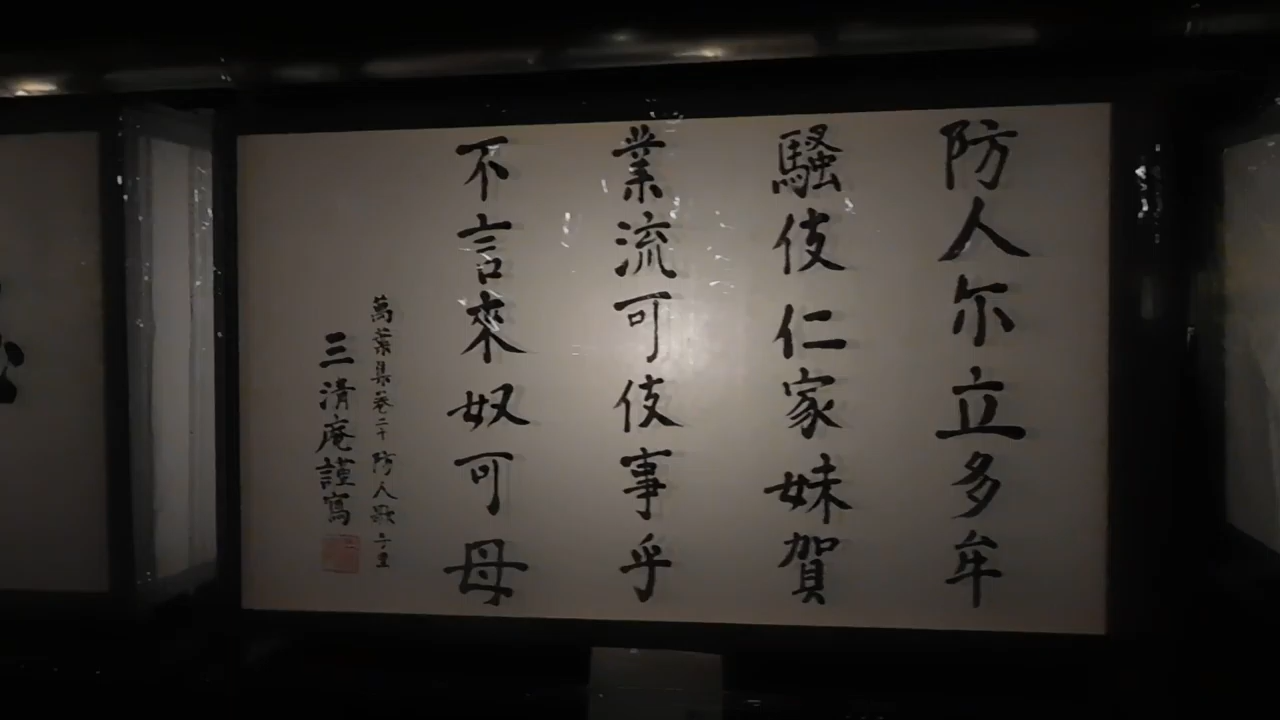 防人尓立多牟
騒伎仁家妹賀
業流可伎事乎
不言來奴可母
萬葉集巻二十防人歌
三清庵謹寫